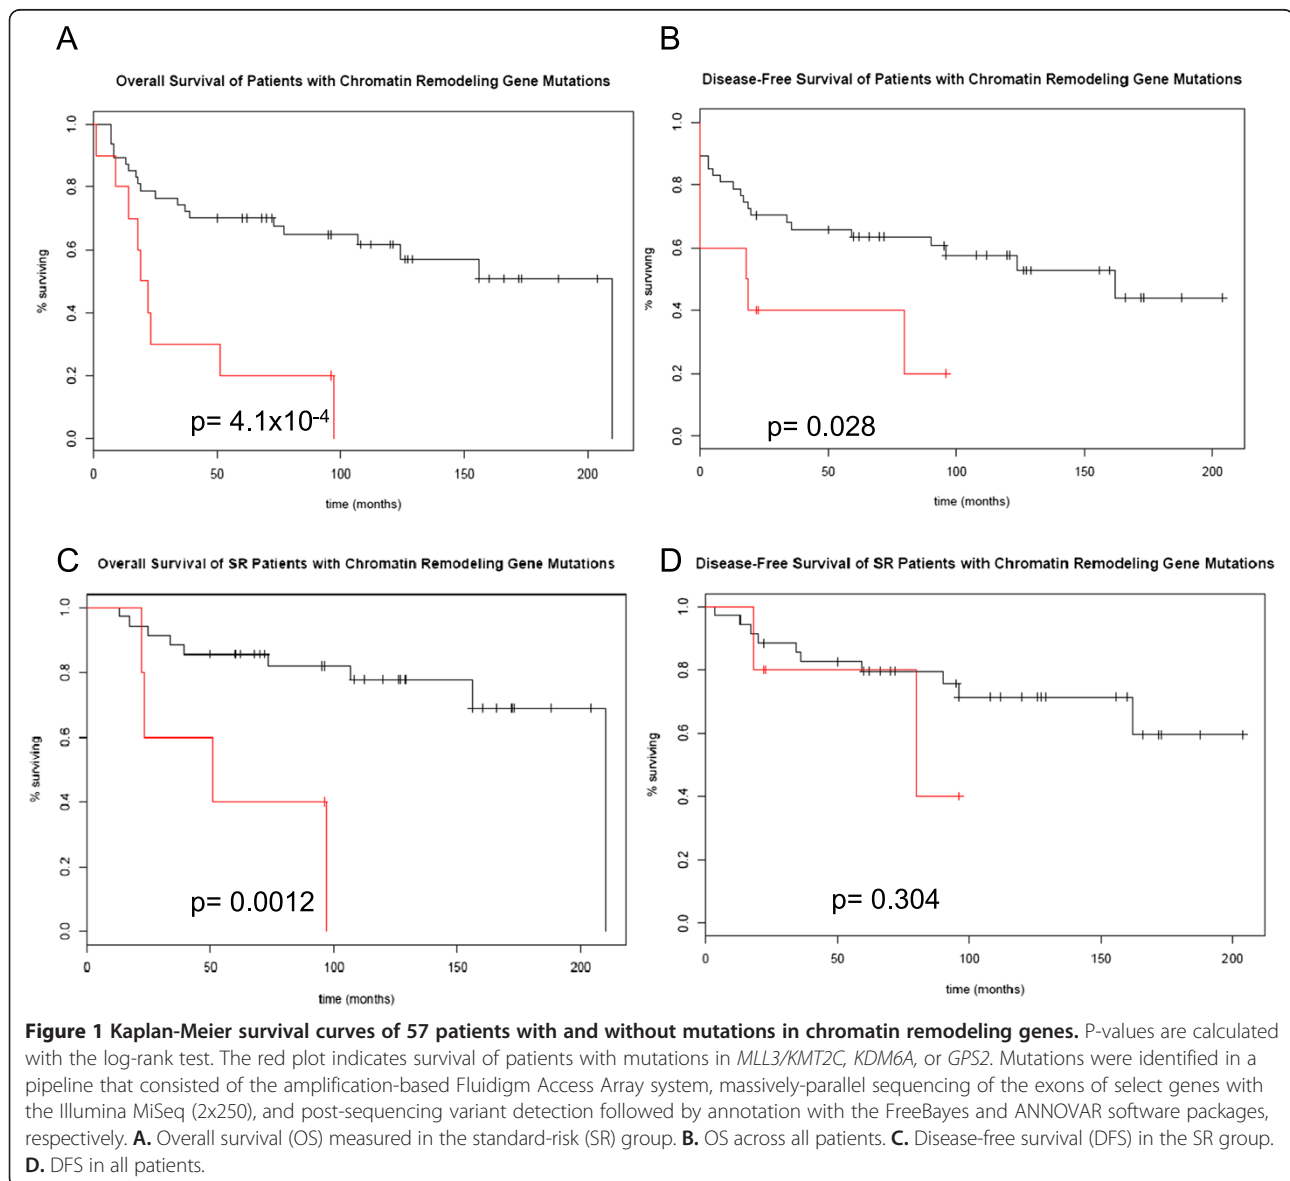 A
Overall Survival of Patients with Chromatin Remodeling Gene Mutations
% surviving
0.0 0.2 0.4 0.6 0.8 1.0
p= 4.1x10-4
0 50 100 150 200
time (months)
B
Disease-Free Survival of Patients with Chromatin Remodeling Gene Mutations
% surviving
0.0 0.2 0.4 0.6 0.8 1.0
p= 0.028
0 50 100 150 200
time (months)
C
Overall Survival of SR Patients with Chromatin Remodeling Gene Mutations
% surviving
0.0 0.2 0.4 0.6 0.8 1.0
p= 0.0012
0 50 100 150 200
time (months)
D
Disease-Free Survival of SR Patients with Chromatin Remodeling Gene Mutations
% surviving
0.0 0.2 0.4 0.6 0.8 1.0
p= 0.304
0 50 100 150 200
time (months)
Figure 1 Kaplan-Meier survival curves of 57 patients with and without mutations in chromatin remodeling genes. P-values are calculated
with the log-rank test. The red plot indicates survival of patients with mutations in MLL3/KMT2C, KDM6A, or GPS2. Mutations were identified in a
pipeline that consisted of the amplification-based Fluidigm Access Array system, massively-parallel sequencing of the exons of select genes with
the Illumina MiSeq (2x250), and post-sequencing variant detection followed by annotation with the FreeBayes and ANNOVAR software packages,
respectively. A. Overall survival (OS) measured in the standard-risk (SR) group. B. OS across all patients. C. Disease-free survival (DFS) in the SR group.
D. DFS in all patients.